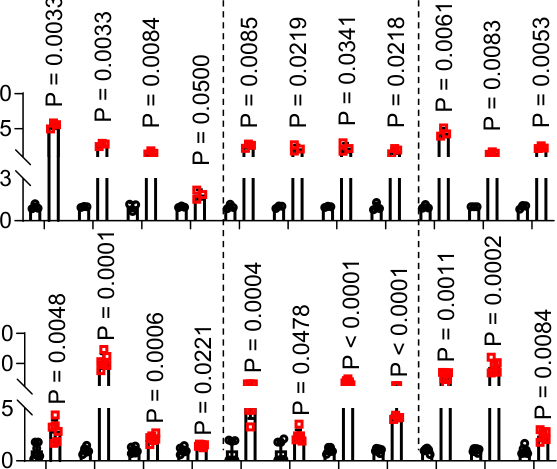 P = 0.0033
P = 0.0033
P = 0.0084
P = 0.0500
P = 0.0085
P = 0.0219
P = 0.0341
P = 0.0218
P = 0.0061
P = 0.0083
P = 0.0053
0
5
3
0
P = 0.0048
P = 0.0001
P = 0.0006
P = 0.0221
P = 0.0004
P = 0.0478
P < 0.0001
P < 0.0001
P = 0.0011
P = 0.0002
P = 0.0084
0
0
5
0